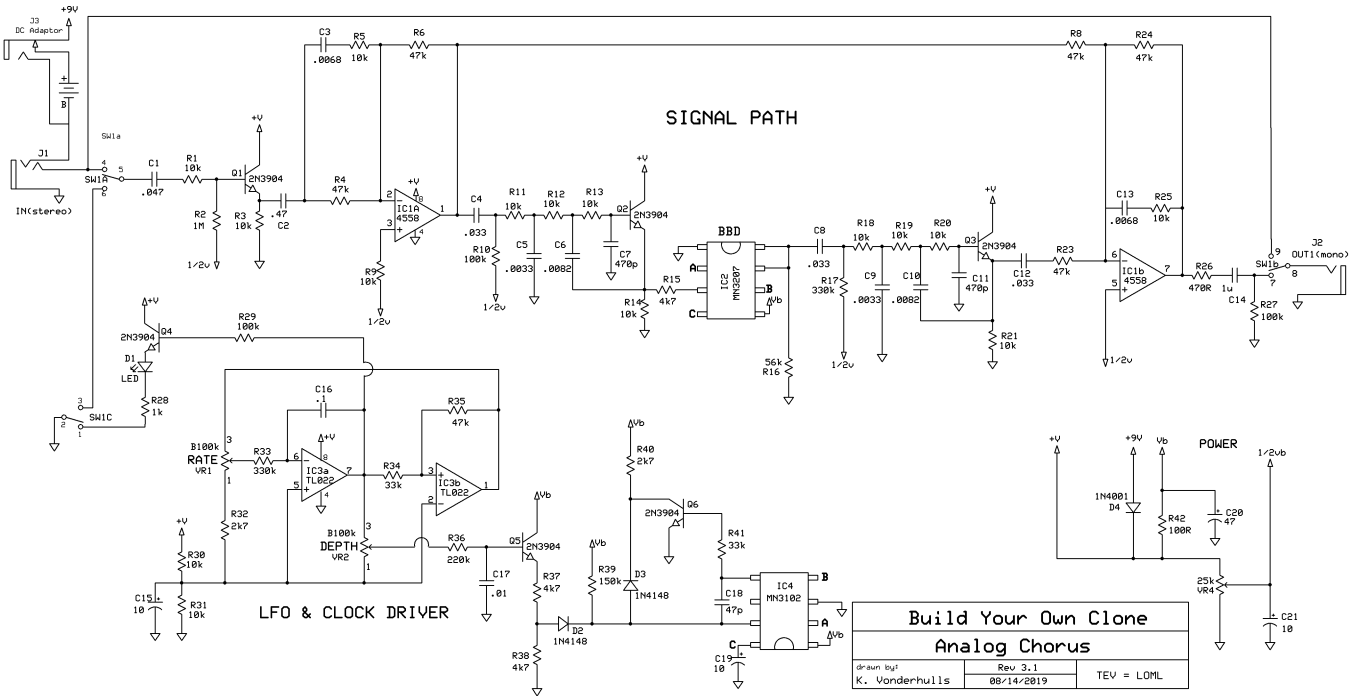 J3
DC Adaptor
+9V
+
B
J1
IN(stereo)
SW1a
4
5
SW1A
6
C1
.047
R1
10k
R2
1M
1/2v
+V
Q1
2N3904
R3
10k
.47
C2
C3
.0068
R5
10k
R6
47k
R4
47k
+V
8
2
-
IC1A
4558
1
3
+
4
R9
10k
1/2v
SIGNAL PATH
C4
.033
R10
100k
1/2v
R11
10k
R12
10k
R13
10k
C5
.0033
C6
.0082
C7
470p
+V
Q2
2N3904
R14
10k
R15
4k7
BBD
A
C
IC2
MN3207
B
Vb
56k
R16
C8
.033
R17
330k
1/2v
R18
10k
R19
10k
R20
10k
C9
.0033
C10
.0082
C11
470p
+V
Q3
2N3904
R21
10k
C12
.033
R23
47k
R8
47k
R24
47k
C13
.0068
R25
10k
6
-
IC1b
4558
7
5
+
1/2v
R26
470R
1u
C14
R27
100k
9
SW1b
8
7
J2
OUT1(mono)
+V
Q4
2N3904
D1
LED
R28
1k
R29
100k
3
SW1C
2
1
B100k
3
RATE
VR1
1
R33
330k
C16
.1
+V
8
6
-
IC3a
TL022
7
5
+
4
R34
33k
R35
47k
3
+
IC3b
TL022
1
2
-
R32
2k7
+V
R30
10k
C15
10
+
R31
10k
B100k
3
DEPTH
VR2
1
R36
220k
C17
.01
LFO & CLOCK DRIVER
Vb
Q5
2N3904
R37
4k7
R38
4k7
D2
1N4148
Vb
R39
150k
Vb
R40
2k7
D3
1N4148
Q6
2N3904
R41
33k
C18
47p
IC4
MN3102
B
A
Vb
C
C19
10
+
+V
+9V
1N4001
D4
Vb
R42
100R
POWER
+
C20
47
1/2vb
25k
VR4
+
C21
10
Build Your Own Clone
Analog Chorus
drawn by:
K. Vonderhulls
Rev 3.1
08/14/2019
TEV = LOML